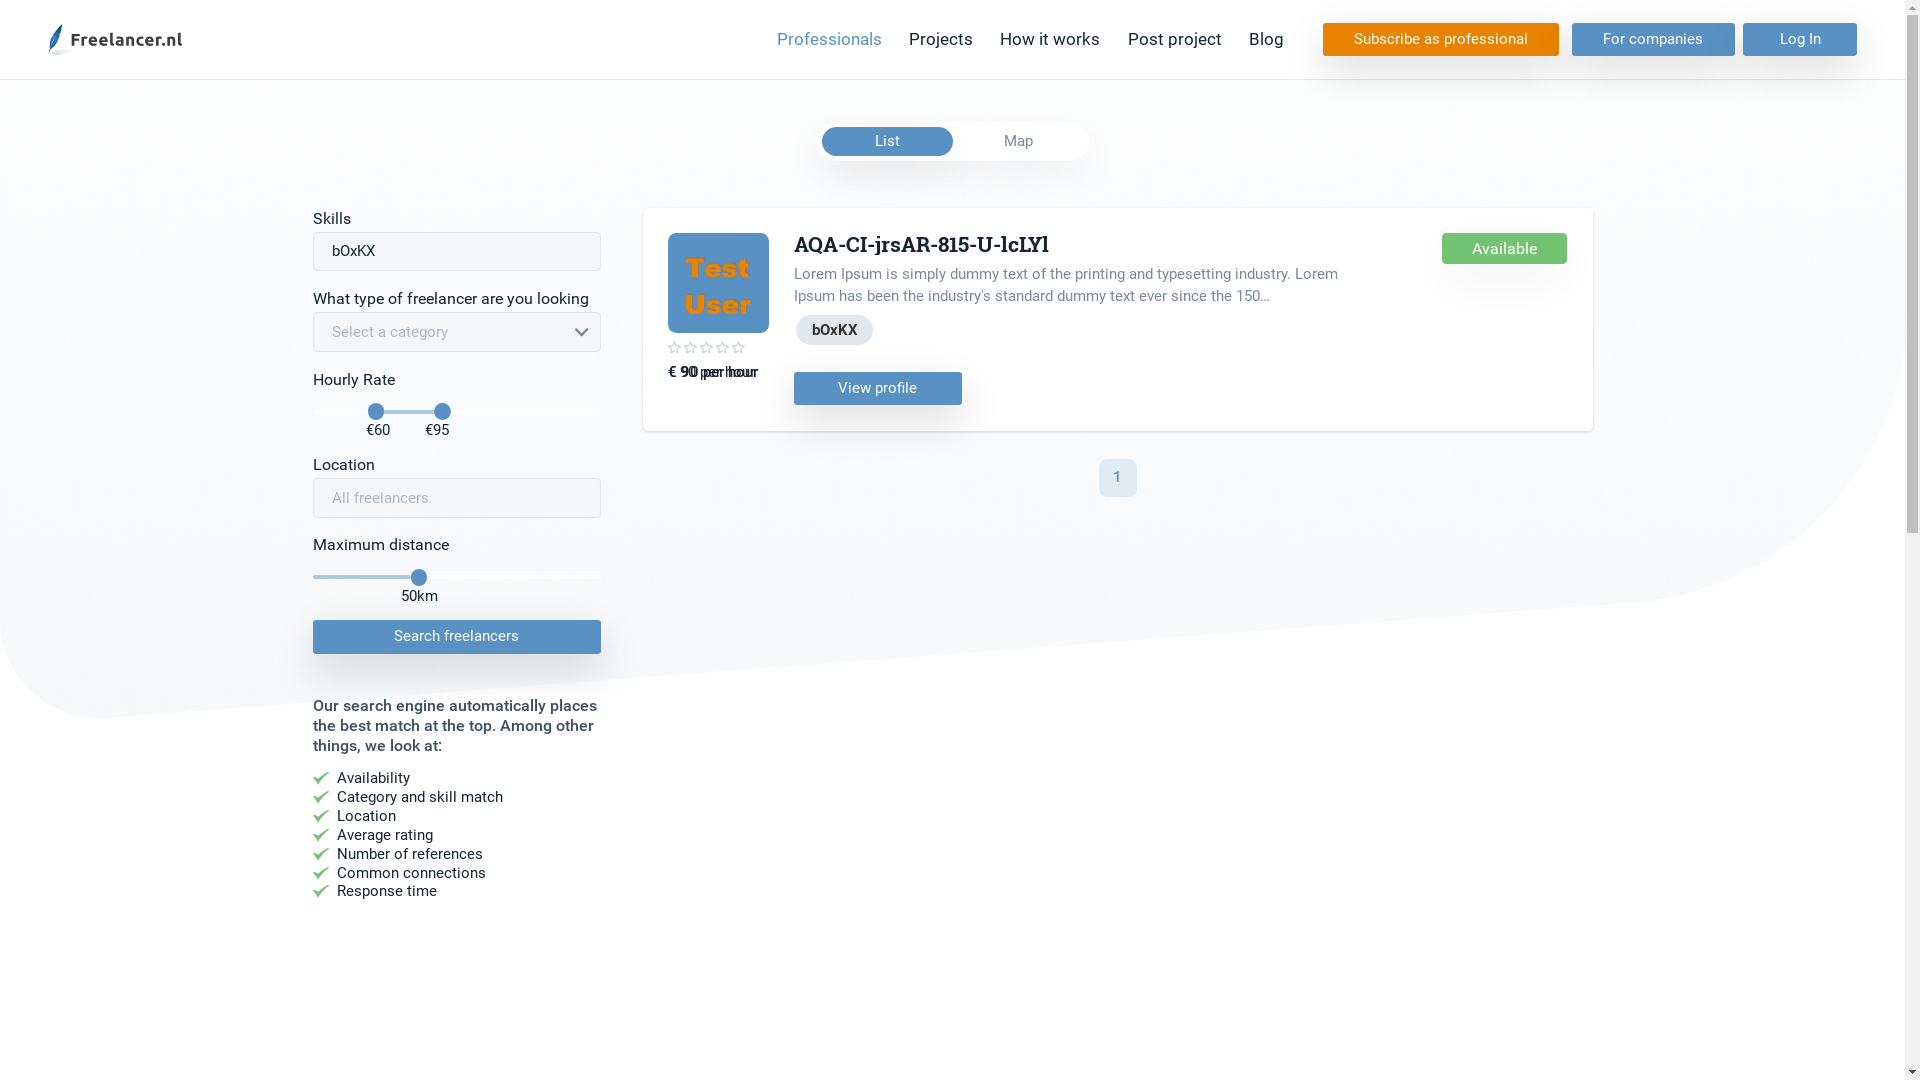 Freelancer.nl
Professionals
Projects
How it works
Post project
Blog
Subscribe as professional
For companies
Log In
List
Map
Skills
bOxKX
What type of freelancer are you looking
Select a category
Hourly Rate
€60
€95
Location
All freelancers
Maximum distance
50km
Search freelancers
Our search engine automatically places
the best match at the top. Among other
things, we look at:
Availability
Category and skill match
Location
Average rating
Number of references
Common connections
Response time
Test
User
€ 90 per hour
AQA-CI-jrsAR-815-U-lcLYl
Lorem Ipsum is simply dummy text of the printing and typesetting industry. Lorem
Ipsum has been the industry's standard dummy text ever since the 150…
bOxKX
View profile
Available
1